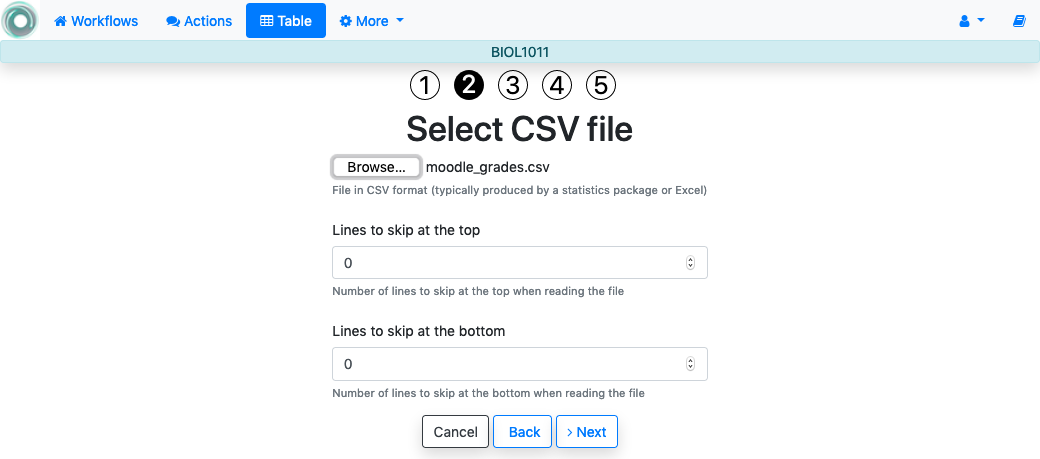 Workflows Actions Table More
BIOL1011
1 2 3 4 5
Select CSV file
Browse... moodle_grades.csv
File in CSV format (typically produced by a statistics package or Excel)
Lines to skip at the top
0
Number of lines to skip at the top when reading the file
Lines to skip at the bottom
0
Number of lines to skip at the bottom when reading the file
Cancel Back Next